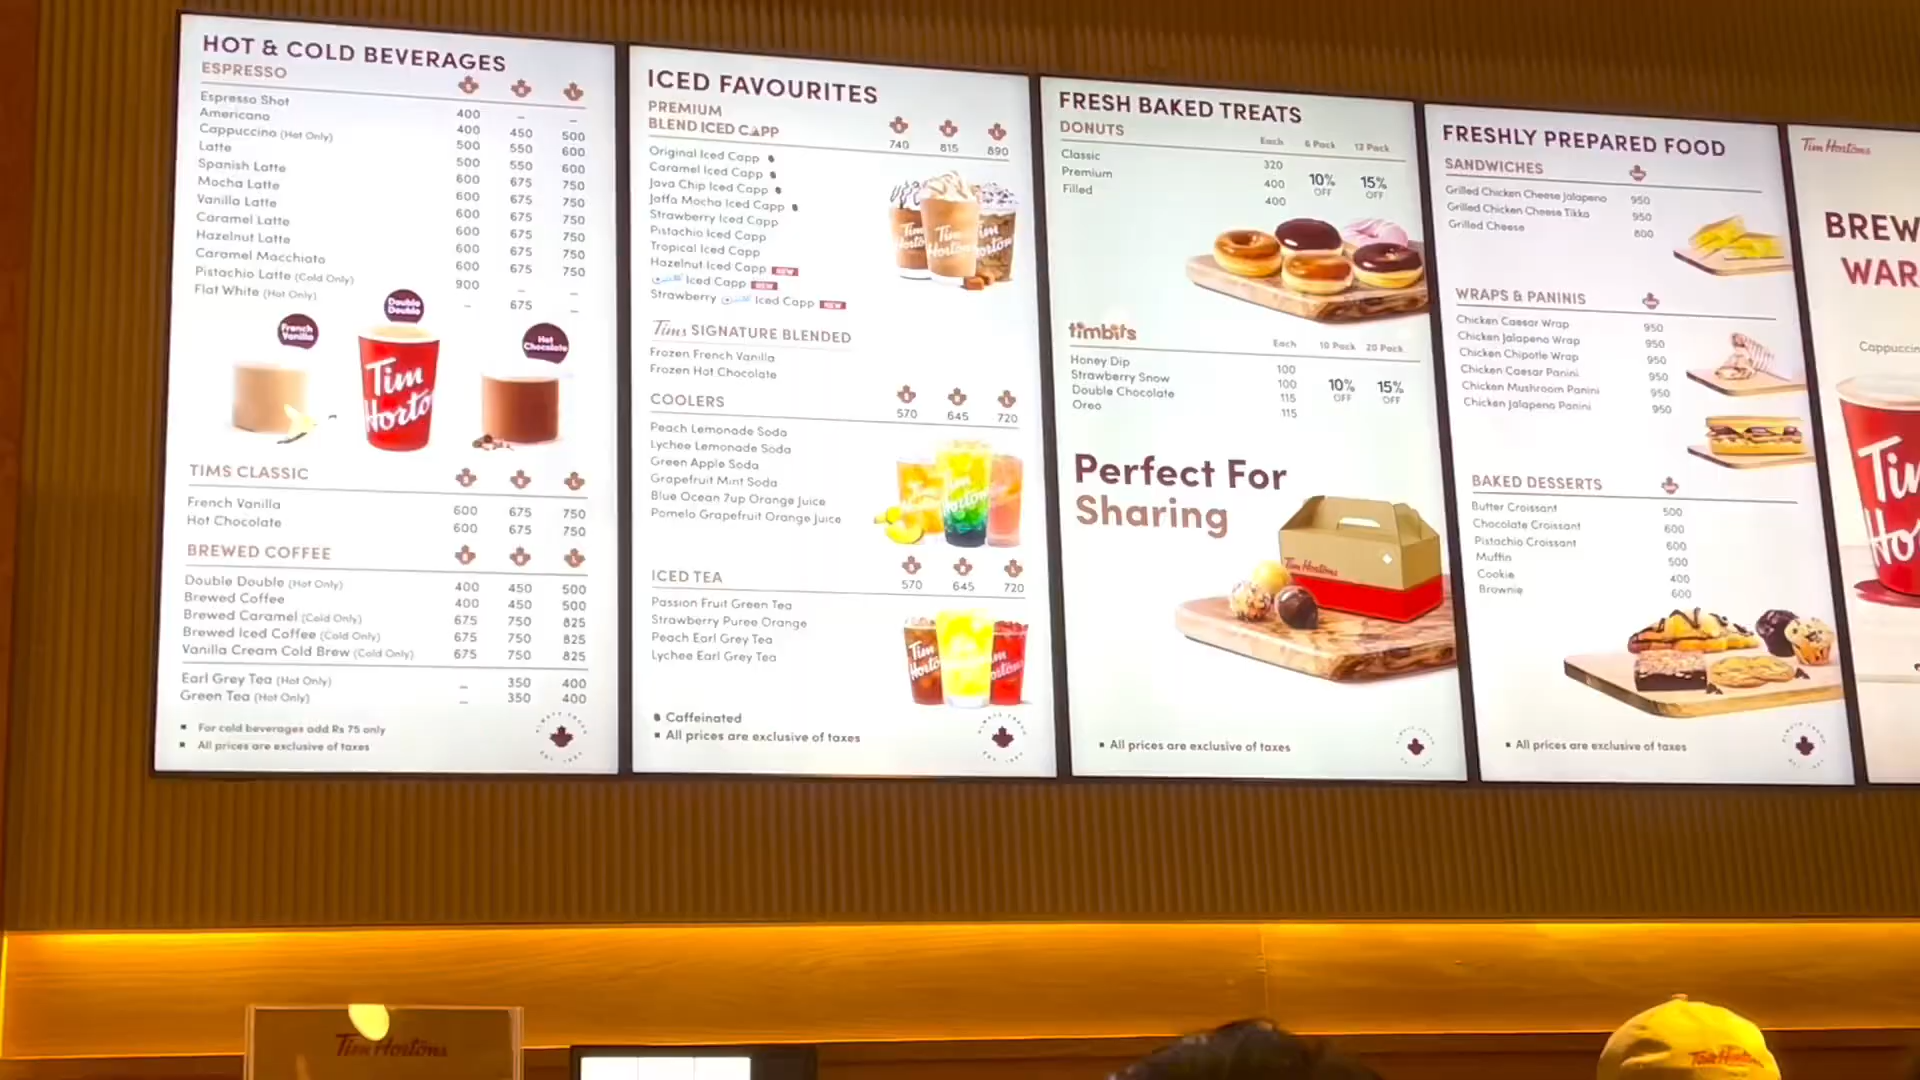 HOT & COLD BEVERAGES
ESPRESSO
S M L
Espresso Shot 400 – –
Americano 400 450 500
Cappuccino (Hot Only) 500 550 600
Latte 500 550 600
Spanish Latte 600 675 750
Mocha Latte 600 675 750
Vanilla Latte 600 675 750
Caramel Latte 600 675 750
Hazelnut Latte 600 675 750
Caramel Macchiato 600 675 750
Pistachio Latte (Cold Only) 900 – –
Flat White (Hot Only) – 675 –
French Vanilla
Double Double
Hot Chocolate
Tim Horto
TIMS CLASSIC
French Vanilla 600 675 750
Hot Chocolate 600 675 750
BREWED COFFEE
Double Double (Hot Only) 400 450 500
Brewed Coffee 400 450 500
Brewed Caramel (Cold Only) 675 750 825
Brewed Iced Coffee (Cold Only) 675 750 825
Vanilla Cream Cold Brew (Cold Only) 675 750 825
Earl Grey Tea (Hot Only) – 350 400
Green Tea (Hot Only) – 350 400
For cold beverages add Rs 75 only
All prices are exclusive of taxes
ICED FAVOURITES
PREMIUM
BLEND ICED CAPP 740 815 890
Original Iced Capp
Caramel Iced Capp
Java Chip Iced Capp
Jaffa Mocha Iced Capp
Strawberry Iced Capp
Pistachio Iced Capp
Tropical Iced Capp
Hazelnut Iced Capp NEW
Iced Capp NEW
Strawberry Iced Capp NEW
Tims SIGNATURE BLENDED
Frozen French Vanilla
Frozen Hot Chocolate
COOLERS 570 645 720
Peach Lemonade Soda
Lychee Lemonade Soda
Green Apple Soda
Grapefruit Mint Soda
Blue Ocean 7up Orange Juice
Pomelo Grapefruit Orange Juice
ICED TEA 570 645 720
Passion Fruit Green Tea
Strawberry Puree Orange
Peach Earl Grey Tea
Lychee Earl Grey Tea
Caffeinated
All prices are exclusive of taxes
FRESH BAKED TREATS
DONUTS Each 6 Pack 12 Pack
Classic 320
Premium 400 10% OFF 15% OFF
Filled 400
timbits Each 10 Pack 20 Pack
Honey Dip 100
Strawberry Snow 100 10% OFF 15% OFF
Double Chocolate 115
Oreo 115
Perfect For
Sharing
Tim Hortons
All prices are exclusive of taxes
FRESHLY PREPARED FOOD
SANDWICHES
Grilled Chicken Cheese Jalapeno 950
Grilled Chicken Cheese Tikka 950
Grilled Cheese 800
WRAPS & PANINIS
Chicken Caesar Wrap 950
Chicken Jalapeno Wrap 950
Chicken Chipotle Wrap 950
Chicken Caesar Panini 950
Chicken Mushroom Panini 950
Chicken Jalapeno Panini 950
BAKED DESSERTS
Butter Croissant 500
Chocolate Croissant 600
Pistachio Croissant 600
Muffin 500
Cookie 400
Brownie 600
All prices are exclusive of taxes
Tim Hortons
BREW
WAR
Cappuccin
Tim
Ho
Tim Hortons
Tim Hortons